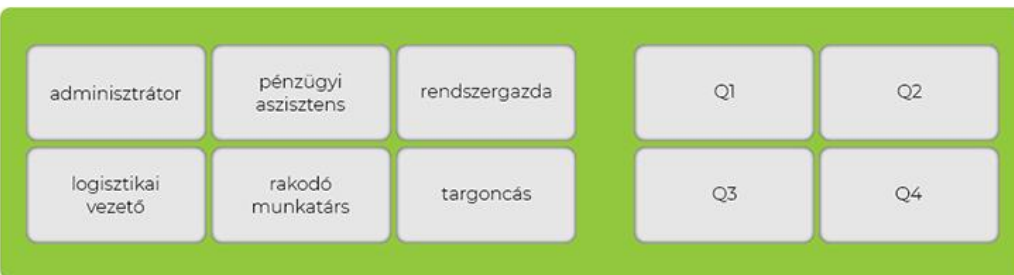 adminisztrátor
pénzügyi
aszisztens
rendszergazda
Q1
Q2
logisztikai
vezető
rakodó
munkatárs
targoncás
Q3
Q4